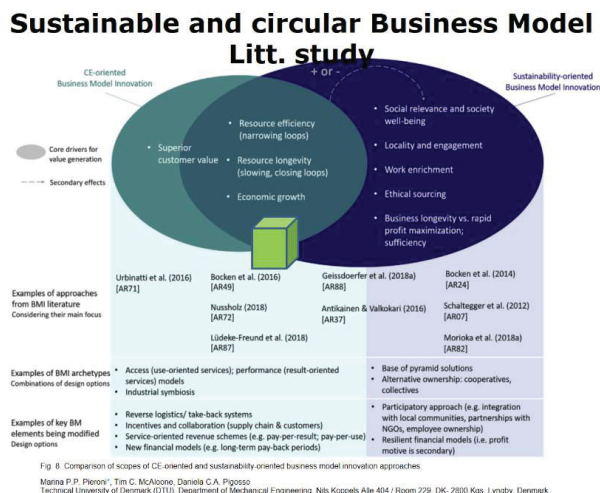 Sustainable and circular Business Model
Litt. study
CE-oriented
Business Model Innovation
+ or -
Sustainability-oriented
Business Model Innovation
Core drivers for
value generation
Secondary effects
• Superior
customer value
• Resource efficiency
(narrowing loops)
• Resource longevity
(slowing, closing loops)
• Economic growth
• Social relevance and society
well-being
• Locality and engagement
• Work enrichment
• Ethical sourcing
• Business longevity vs. rapid
profit maximization;
sufficiency
Examples of approaches
from BMI literature
Considering their main focus
Urbinatti et al. (2016)
[AR71]
Bocken et al. (2016)
[AR49]
Nussholz (2018)
[AR72]
Lüdeke-Freund et al. (2018)
[AR87]
Geissdoerfer et al. (2018a)
[AR88]
Antikainen & Valkokari (2016)
[AR37]
Bocken et al. (2014)
[AR24]
Schaltegger et al. (2012)
[AR07]
Morioka et al. (2018a)
[AR82]
Examples of BMI archetypes
Combinations of design options
• Access (use-oriented services); performance (result-oriented
services) models
• Industrial symbiosis
• Base of pyramid solutions
• Alternative ownership: cooperatives,
collectives
Examples of key BM
elements being modified
Design options
• Reverse logistics/ take-back systems
• Incentives and collaboration (supply chain & customers)
• Service-oriented revenue schemes (e.g. pay-per-result; pay-per-use)
• New financial models (e.g. long-term pay-back periods)
• Participatory approach (e.g. integration
with local communities, partnerships with
NGOs, employee ownership)
• Resilient financial models (i.e. profit
motive is secondary)
Fig. 8. Comparison of scopes of CE-oriented and sustainability-oriented business model innovation approaches.
Marina P.P. Pieroni*, Tim C. McAloone, Daniela C.A. Pigosso
Technical University of Denmark (DTU), Department of Mechanical Engineering, Nils Koppels Alle 404 / Room 229, DK- 2800 Kgs. Lyngby, Denmark